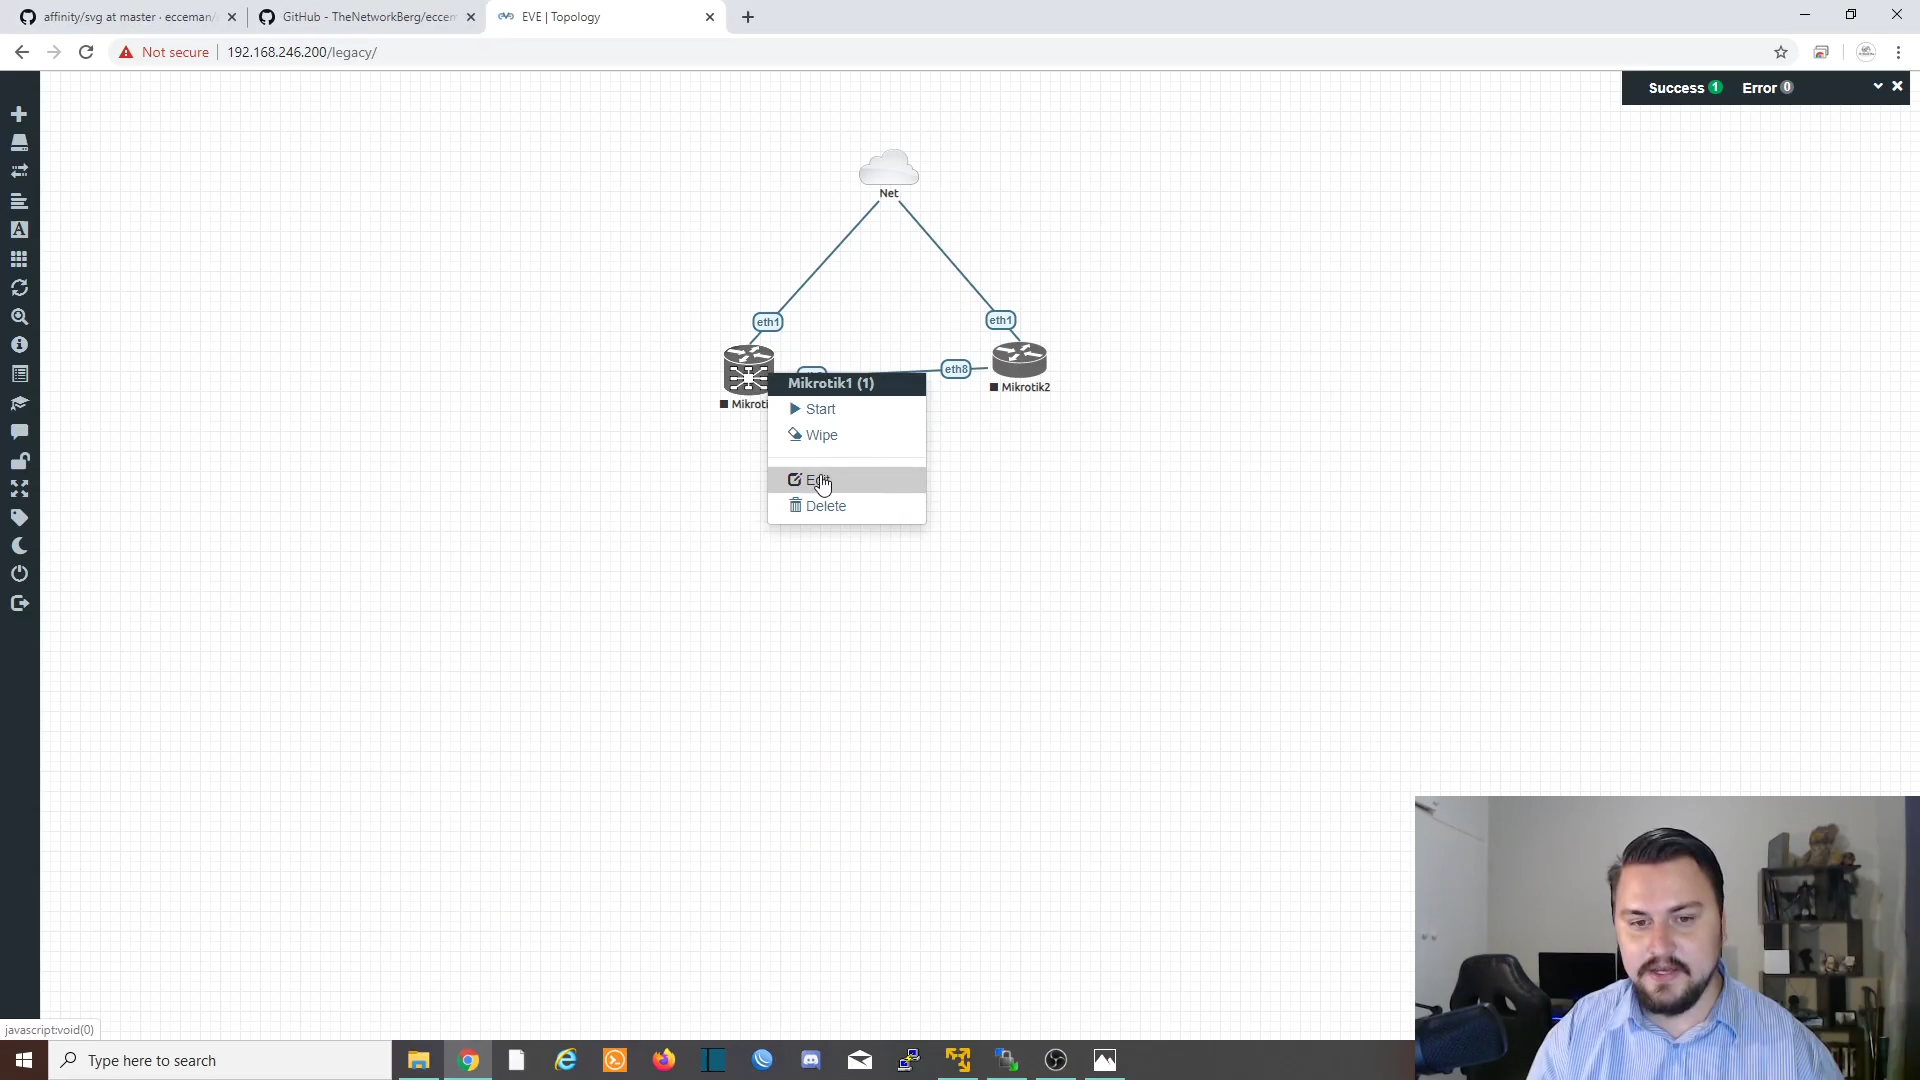 affinity/svg at master · ecceman/
GitHub - TheNetworkBerg/eccem
EVE | Topology
Not secure
192.168.246.200/legacy/
Success 1 Error 0
Net
eth1
eth1
eth8
Mikroti
Mikrotik2
Mikrotik1 (1)
Start
Wipe
Delete
javascript:void(0)
Type here to search